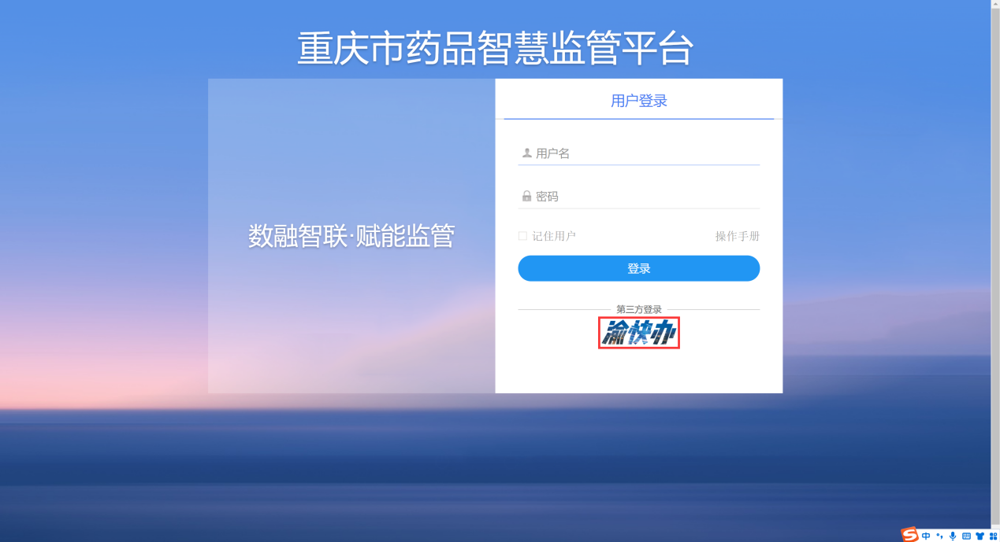 重庆市药品智慧监管平台
用户登录
用户名
密码
数融智联·赋能监管
记住用户 操作手册
登录
第三方登录
渝快办
中